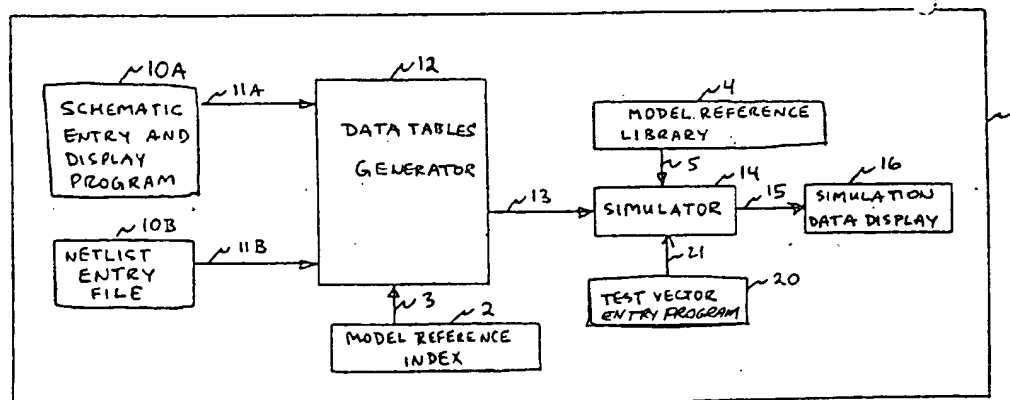 10A
SCHEMATIC
ENTRY AND
DISPLAY
PROGRAM
11A
10B
NETLIST
ENTRY
FILE
11B
12
DATA TABLES
GENERATOR
3
2
MODEL REFERENCE
INDEX
13
4
MODEL REFERENCE
LIBRARY
5
14
SIMULATOR
15
16
SIMULATION
DATA DISPLAY
21
20
TEST VECTOR
ENTRY PROGRAM